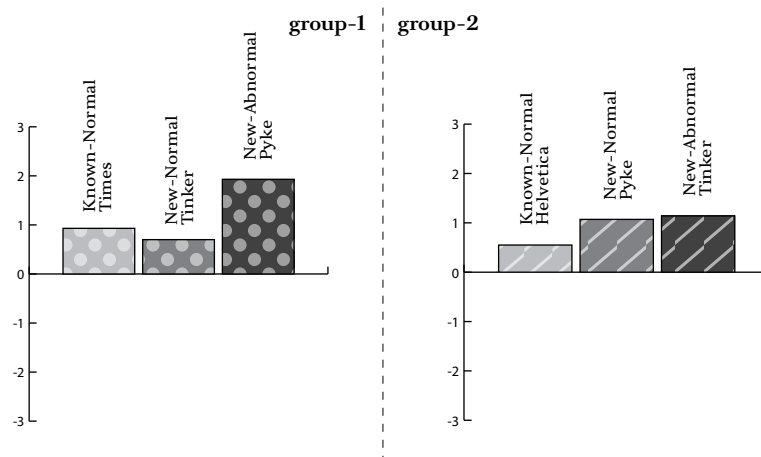 group-1
group-2
Known-Normal
Times
New-Normal
Tinker
New-Abnormal
Pyke
3
2
1
0
-1
-2
-3
Known-Normal
Helvetica
New-Normal
Pyke
New-Abnormal
Tinker
3
2
1
0
-1
-2
-3